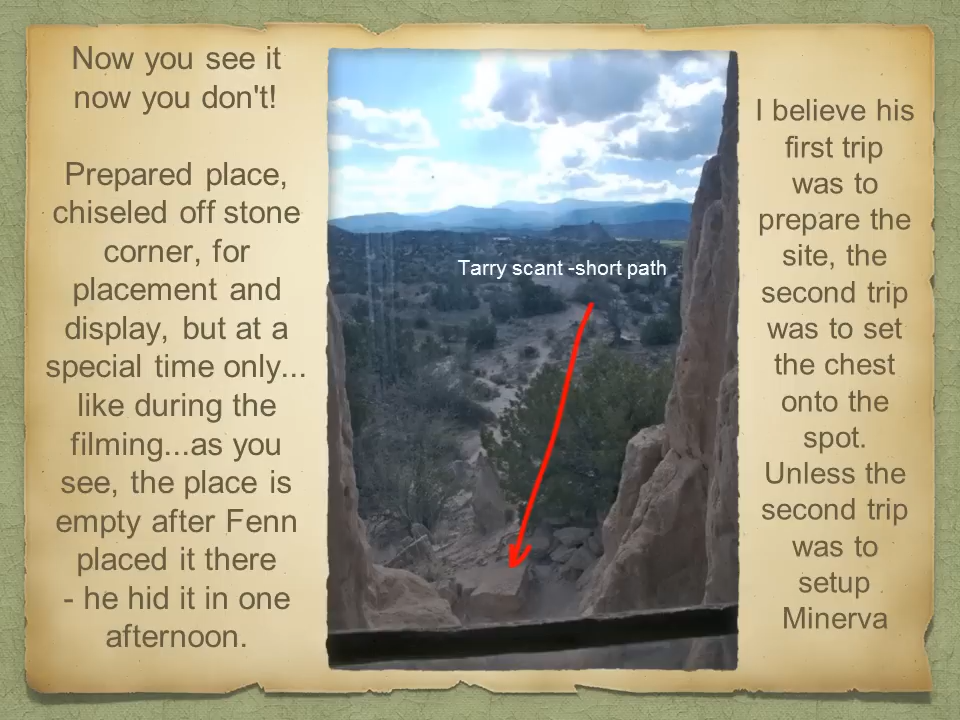 Now you see it
now you don't!
Prepared place,
chiseled off stone
corner, for
placement and
display, but at a
special time only...
like during the
filming...as you
see, the place is
empty after Fenn
placed it there
- he hid it in one
afternoon.
Tarry scant -short path
I believe his
first trip
was to
prepare the
site, the
second trip
was to set
the chest
onto the
spot.
Unless the
second trip
was to
setup
Minerva